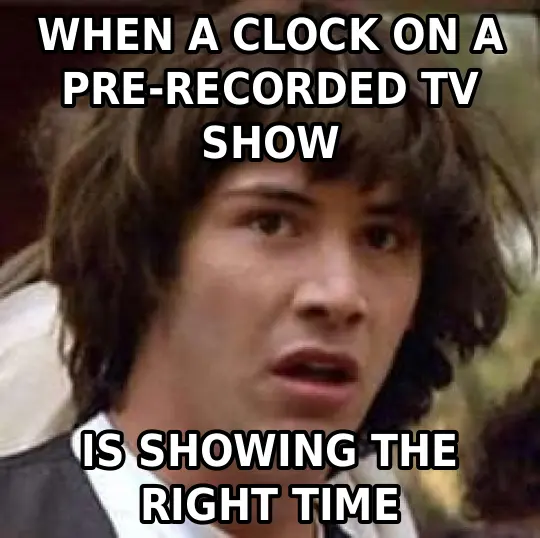 WHEN A CLOCK ON A
PRE-RECORDED TV
SHOW
IS SHOWING THE
RIGHT TIME